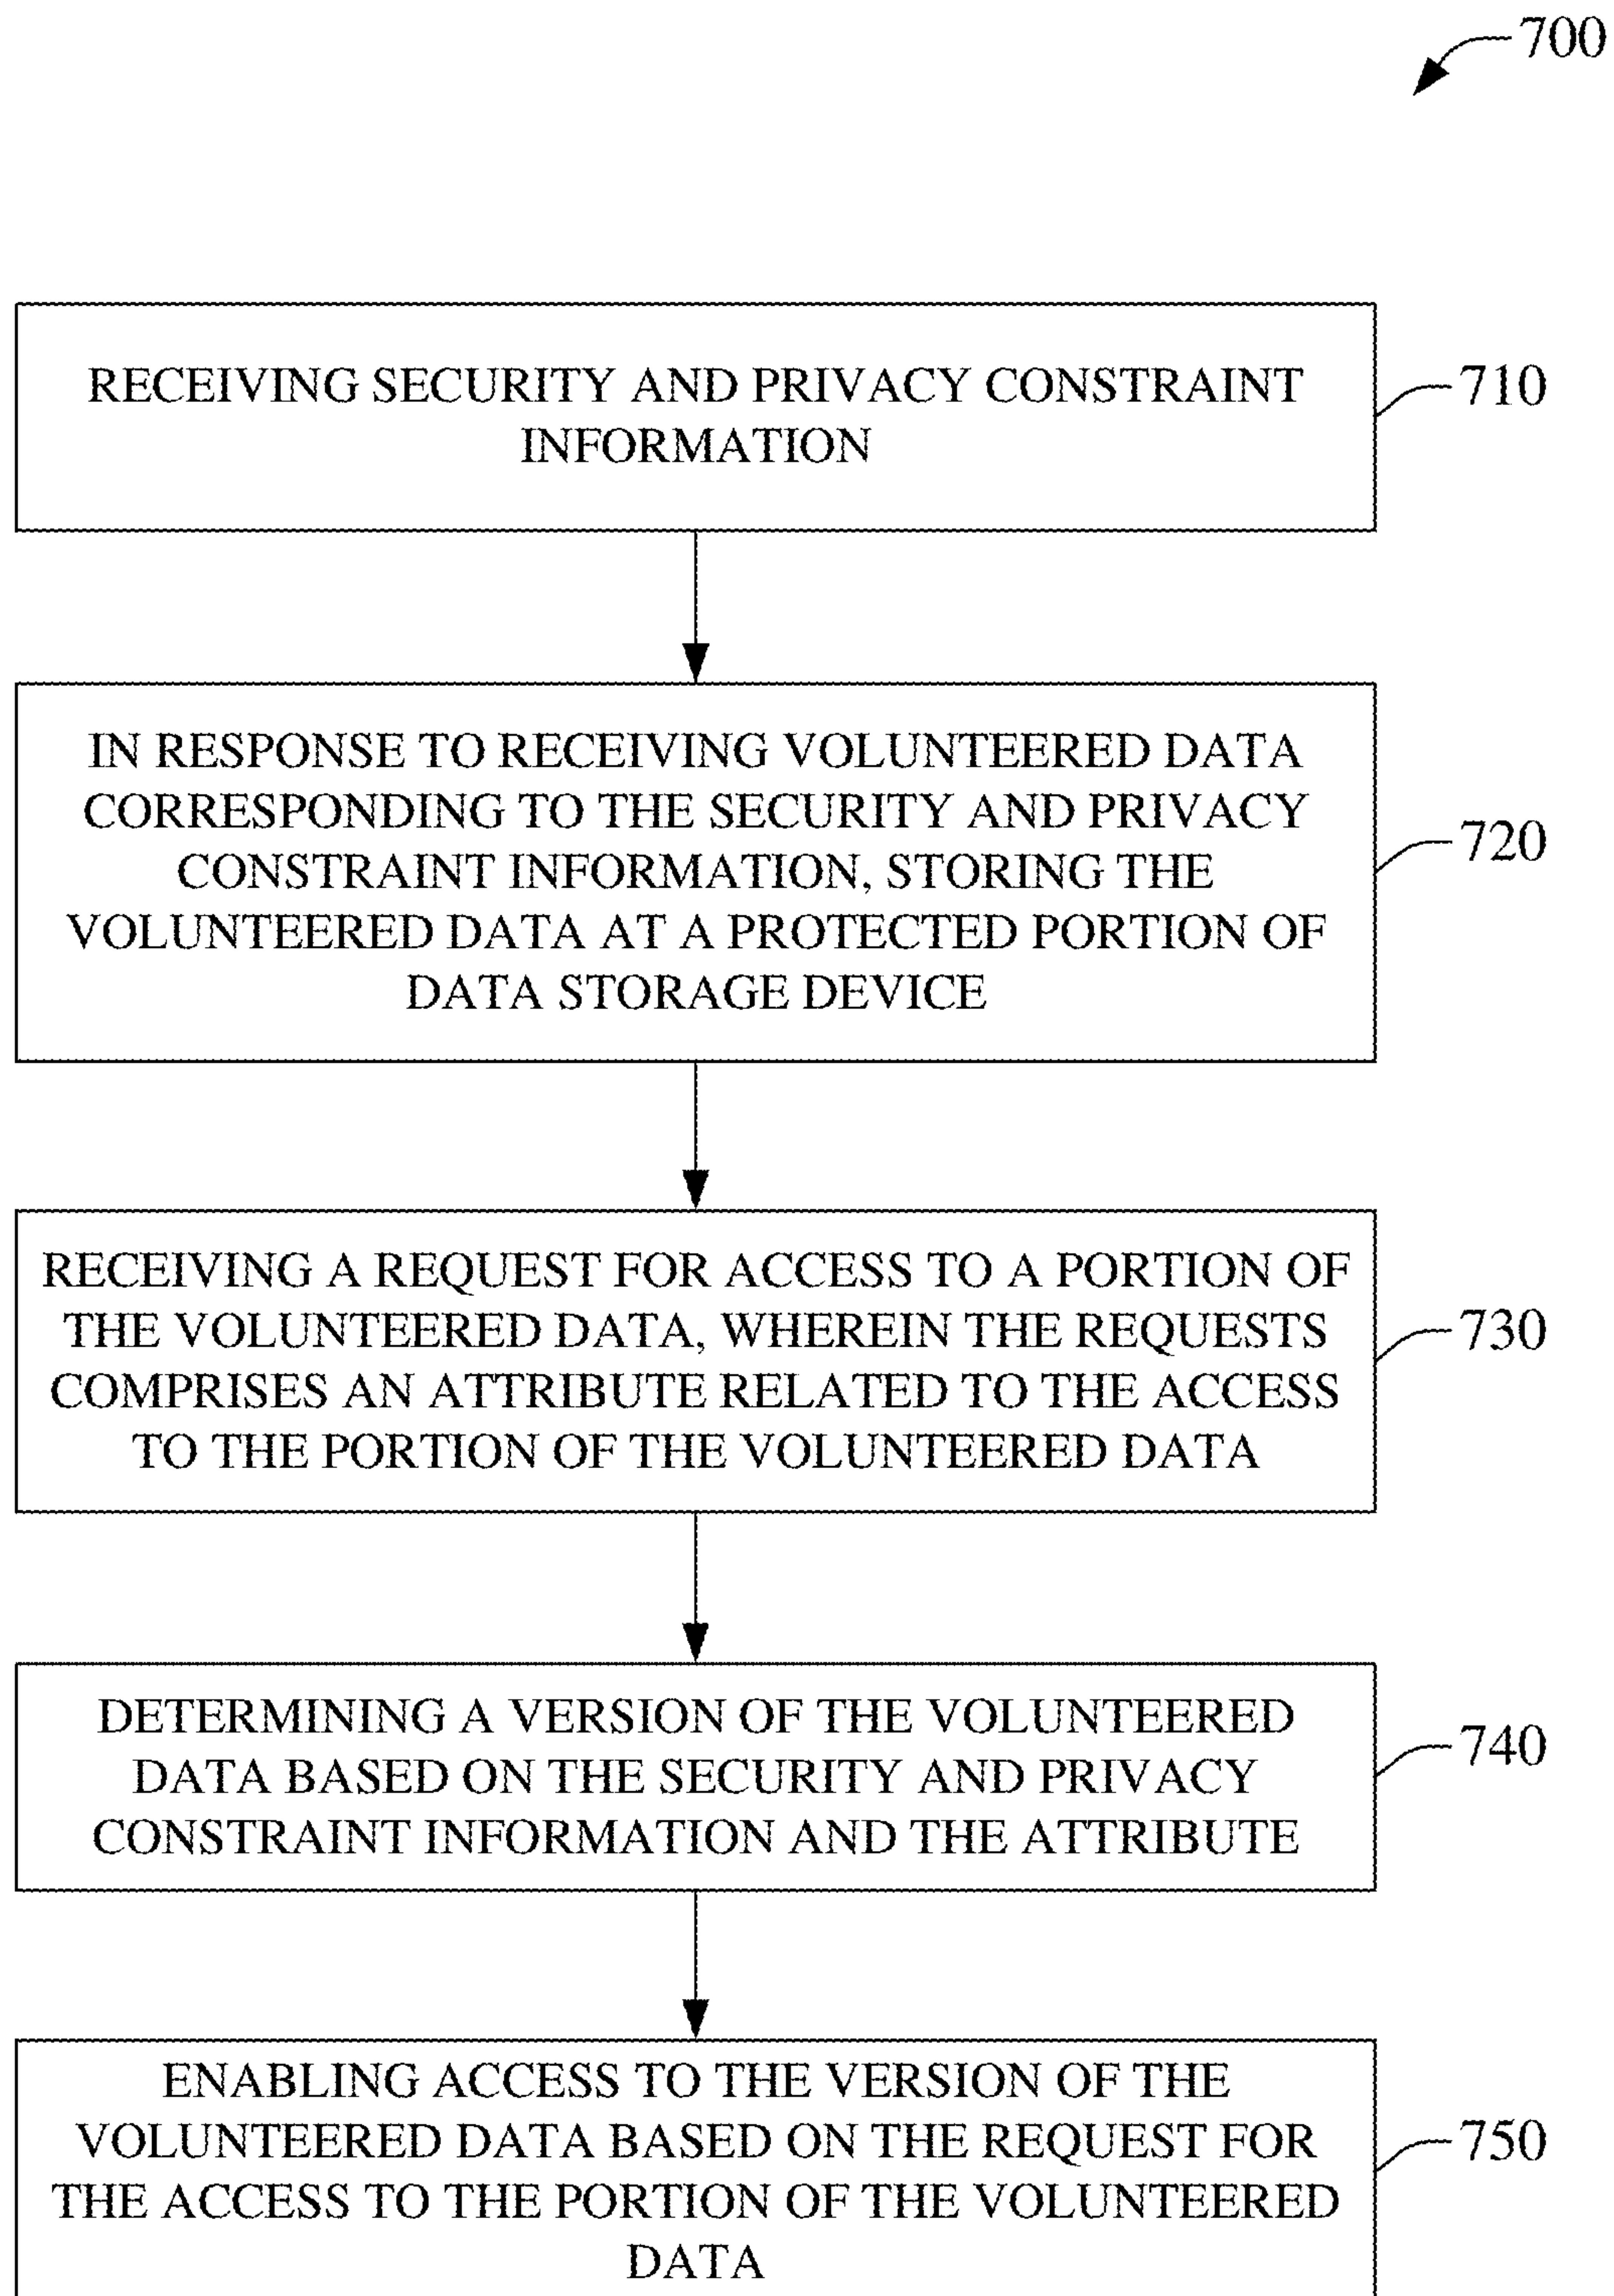 700
RECEIVING SECURITY AND PRIVACY CONSTRAINT
INFORMATION
710
IN RESPONSE TO RECEIVING VOLUNTEERED DATA
CORRESPONDING TO THE SECURITY AND PRIVACY
CONSTRAINT INFORMATION, STORING THE
VOLUNTEERED DATA AT A PROTECTED PORTION OF
DATA STORAGE DEVICE
720
RECEIVING A REQUEST FOR ACCESS TO A PORTION OF
THE VOLUNTEERED DATA, WHEREIN THE REQUESTS
COMPRISES AN ATTRIBUTE RELATED TO THE ACCESS
TO THE PORTION OF THE VOLUNTEERED DATA
730
DETERMINING A VERSION OF THE VOLUNTEERED
DATA BASED ON THE SECURITY AND PRIVACY
CONSTRAINT INFORMATION AND THE ATTRIBUTE
740
ENABLING ACCESS TO THE VERSION OF THE
VOLUNTEERED DATA BASED ON THE REQUEST FOR
THE ACCESS TO THE PORTION OF THE VOLUNTEERED
DATA
750